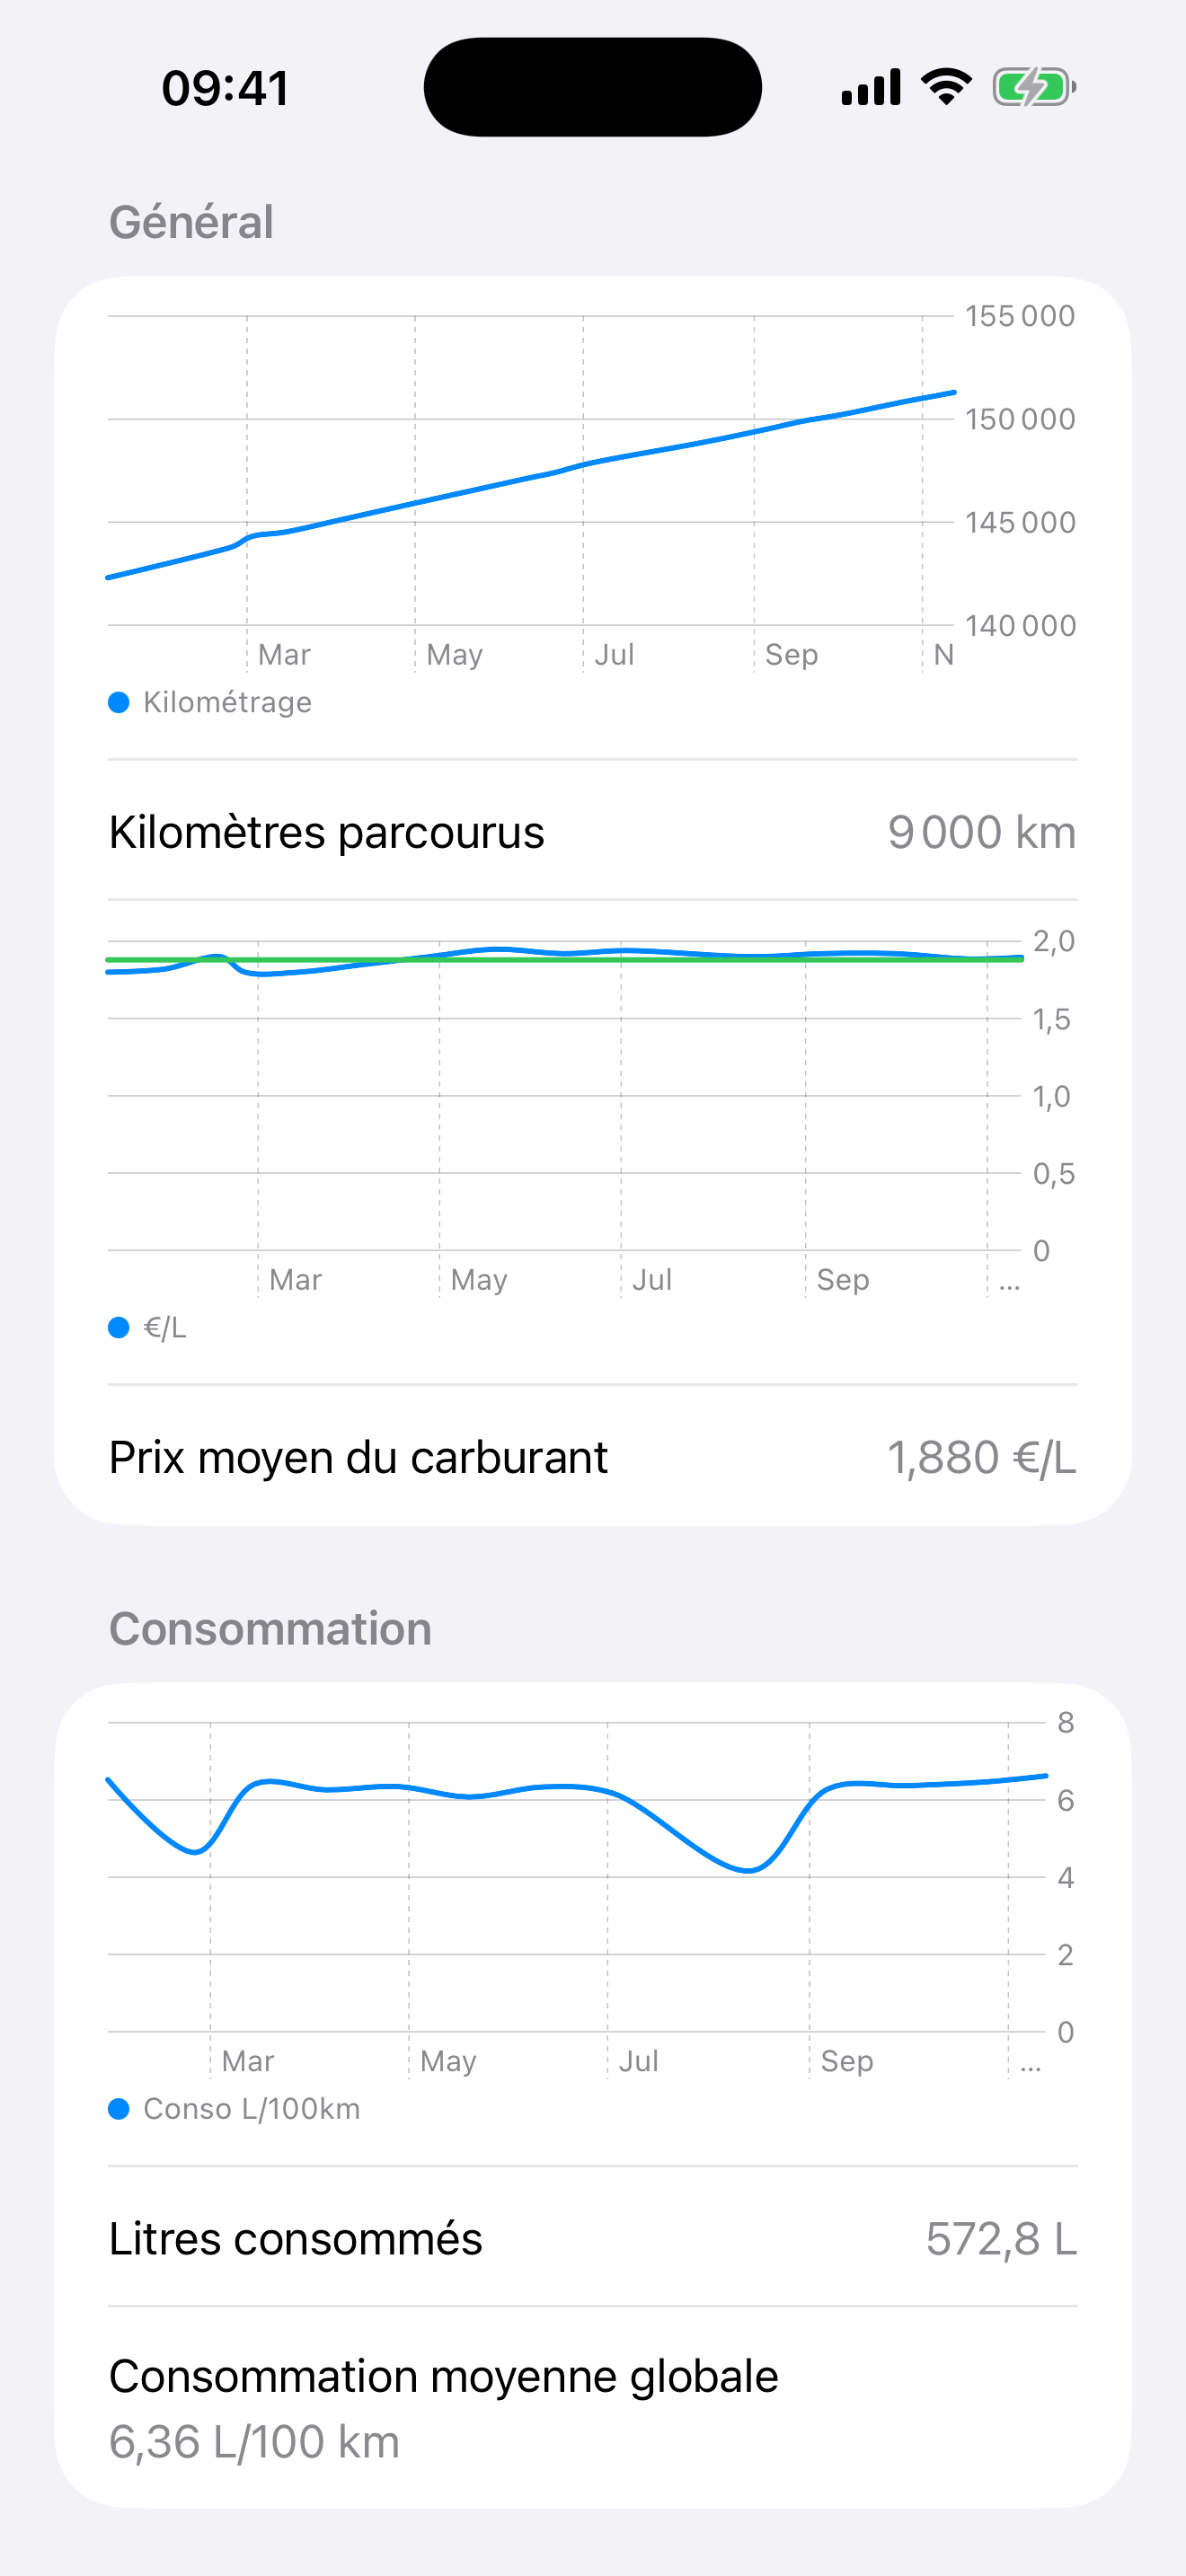 09:41
Général
155 000
150 000
145 000
140 000
Mar May Jul Sep N
Kilométrage
Kilomètres parcourus 9 000 km
2,0
1,5
1,0
0,5
0
Mar May Jul Sep ...
€/L
Prix moyen du carburant 1,880 €/L
Consommation
8
6
4
2
0
Mar May Jul Sep ...
Conso L/100km
Litres consommés 572,8 L
Consommation moyenne globale
6,36 L/100 km